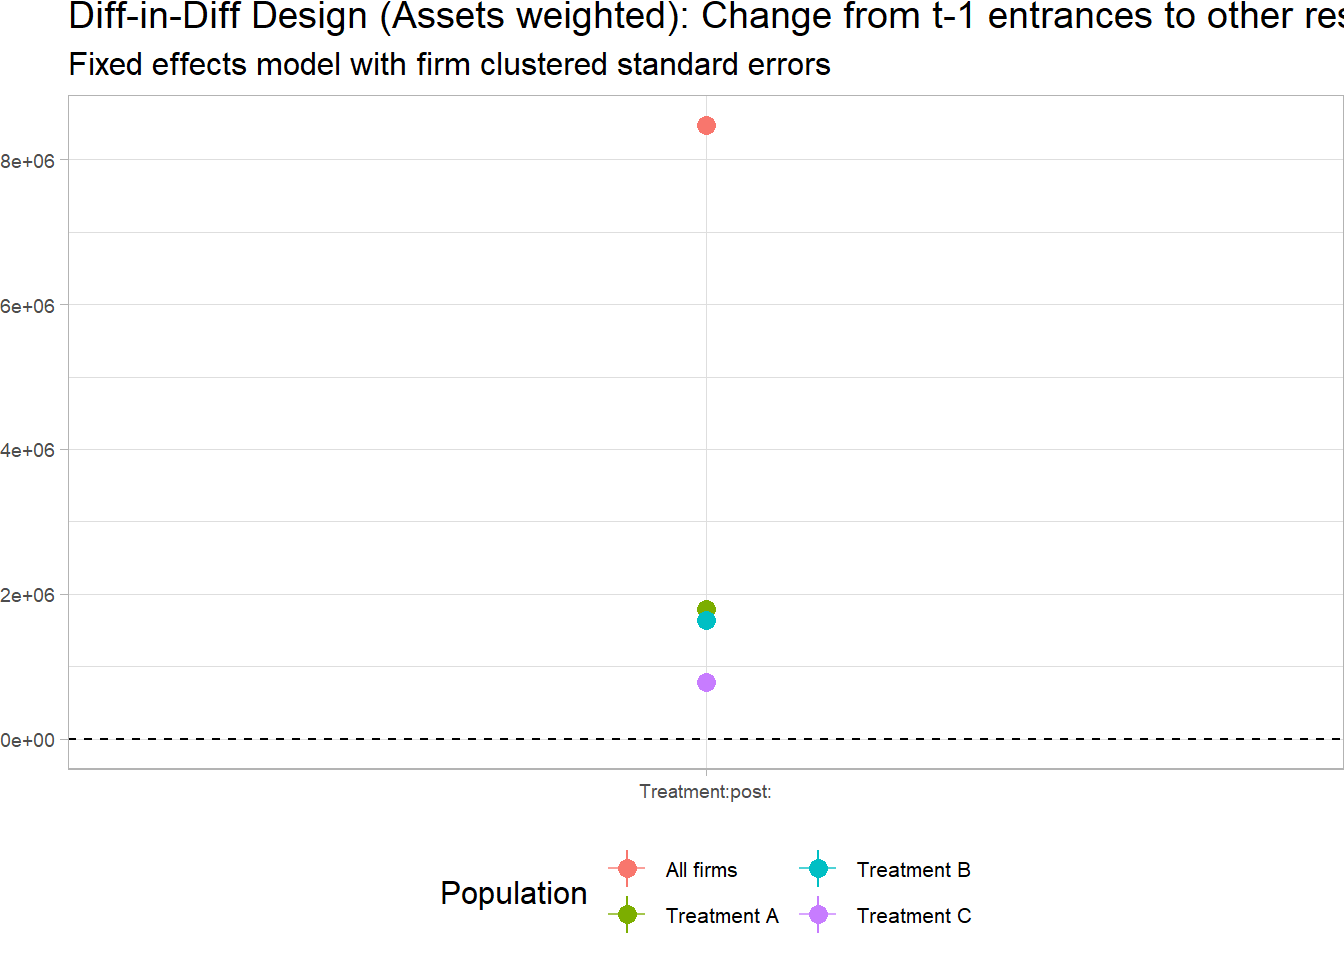 Diff-in-Diff Design (Assets weighted): Change from t-1 entrances to other
Fixed effects model with firm clustered standard errors
8e+06
6e+06
4e+06
2e+06
0e+00
Treatment:post:
Population
All firms
Treatment B
Treatment A
Treatment C